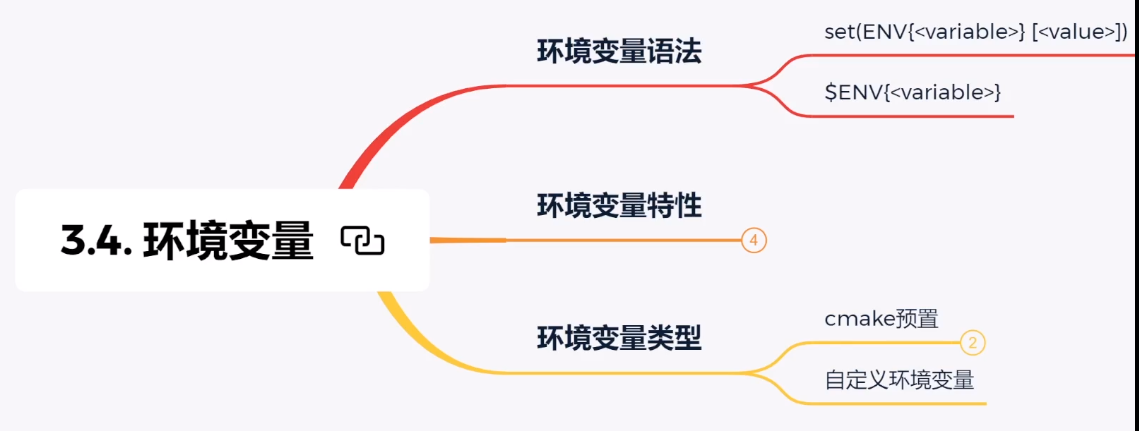 环境变量语法
set(ENV{<variable>} [<value>])
$ENV{<variable>}
3.4. 环境变量
环境变量特性
4
环境变量类型
cmake预置
2
自定义环境变量